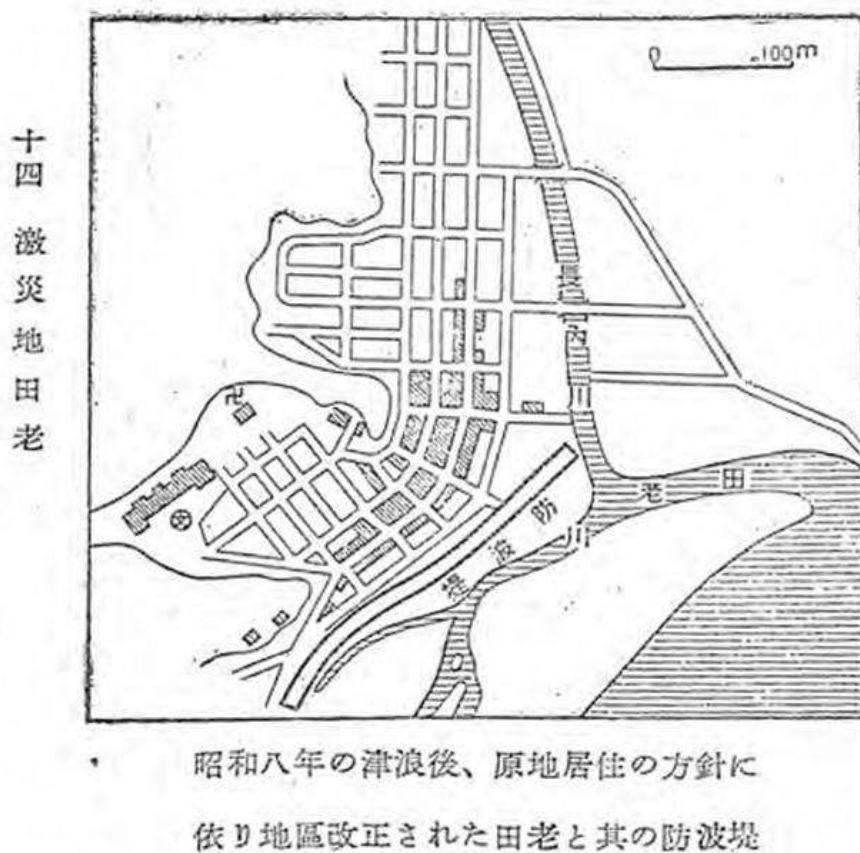 十四 激災地田老
0 100m
長内川
田老川
防波堤
卍
文
昭和八年の津浪後、原地居住の方針に
依り地區改正された田老と其の防波堤